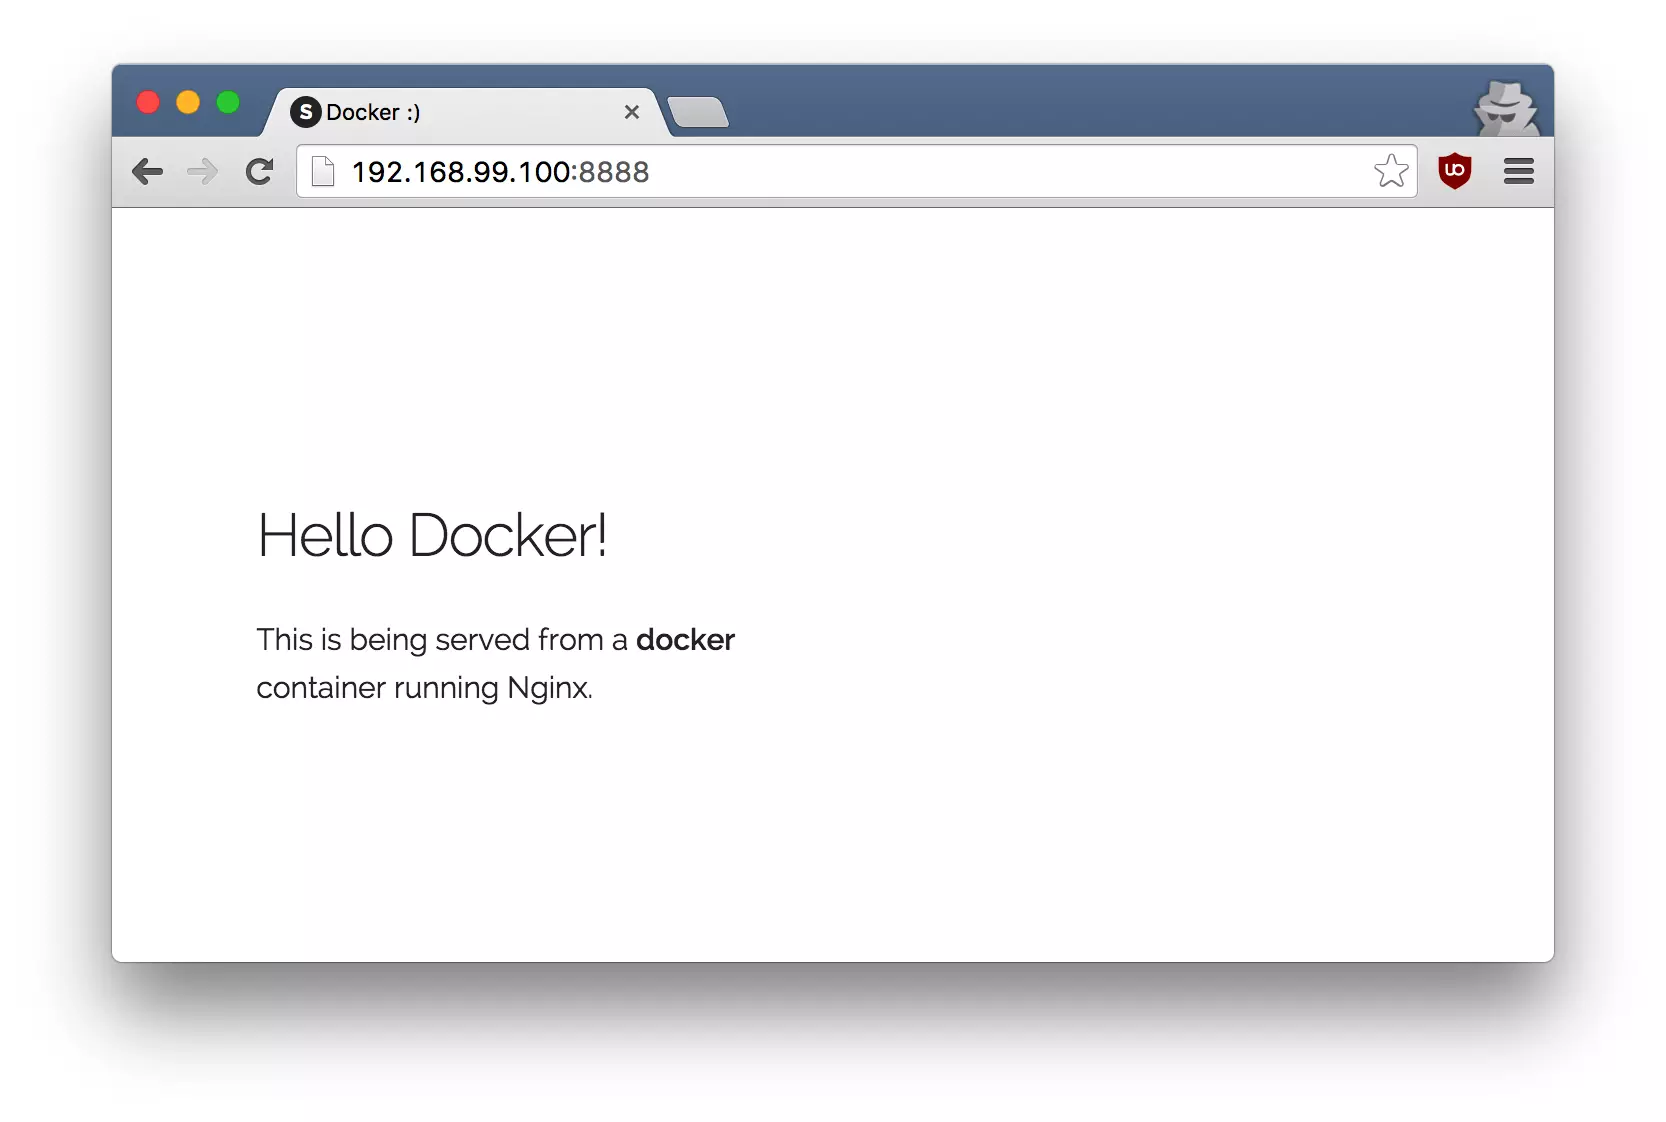 S Docker :)
192.168.99.100:8888
uo
Hello Docker!
This is being served from a docker
container running Nginx.